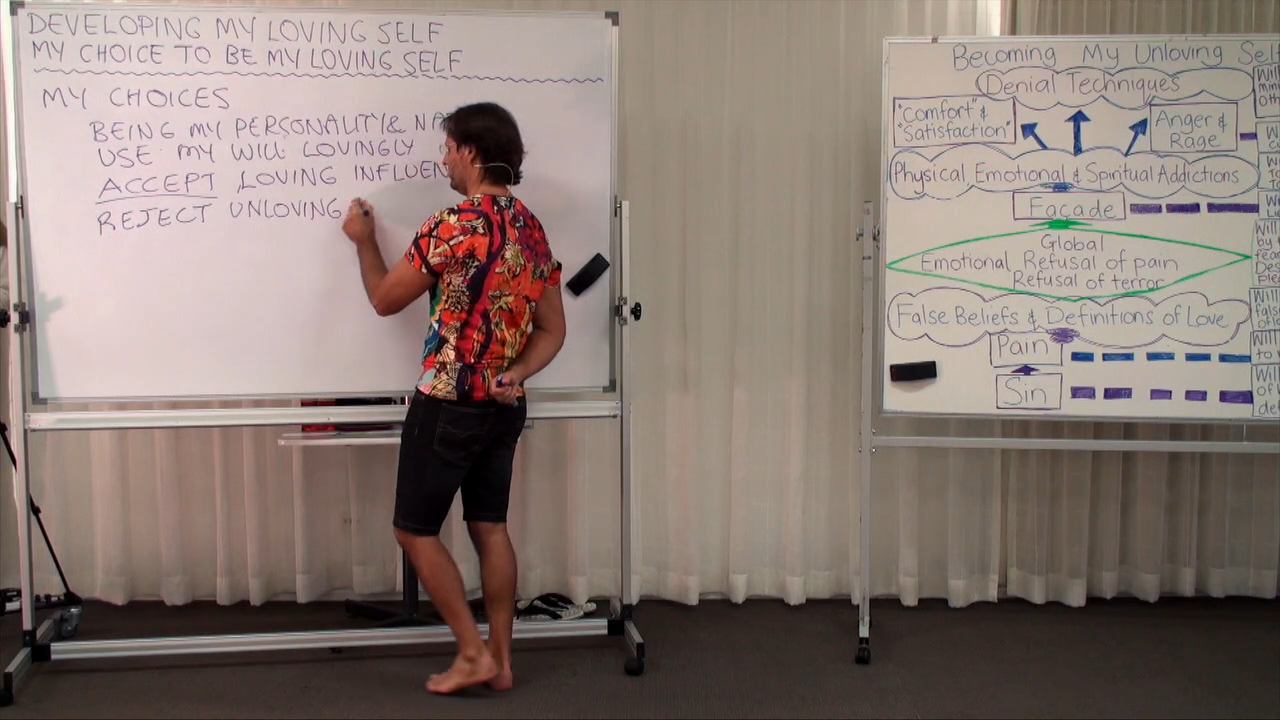 DEVELOPING MY LOVING SELF
MY CHOICE TO BE MY LOVING SELF
MY CHOICES
BEING MY PERSONALITY & NA
USE MY WILL LOVINGLY
ACCEPT LOVING INFLUEN
REJECT UNLOVING
Becoming My Unloving Sel
Denial Techniques
"Comfort" &
"Satisfaction"
Anger &
Rage
Physical, Emotional & Spiritual Addictions
Façade
Global
Emotional Refusal of pain
Refusal of terror
False Beliefs & Definitions of Love
Pain
Sin